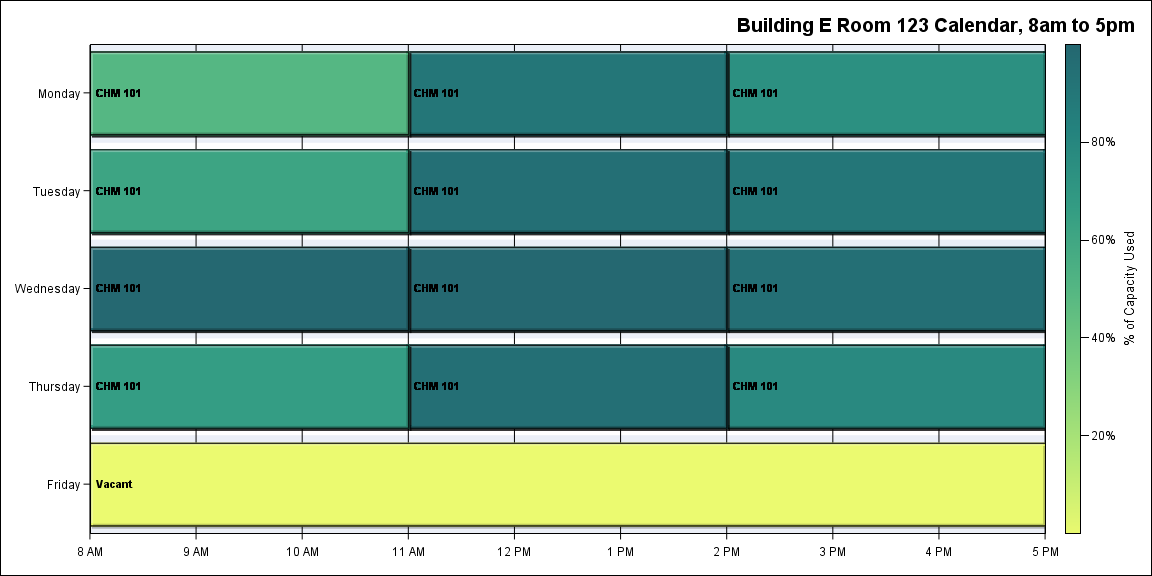 Building E Room 123 Calendar, 8am to 5pm
Monday
CHM 101
CHM 101
CHM 101
Tuesday
CHM 101
CHM 101
CHM 101
Wednesday
CHM 101
CHM 101
CHM 101
Thursday
CHM 101
CHM 101
CHM 101
Friday
Vacant
8 AM
9 AM
10 AM
11 AM
12 PM
1 PM
2 PM
3 PM
4 PM
5 PM
80%
60%
40%
20%
% of Capacity Used